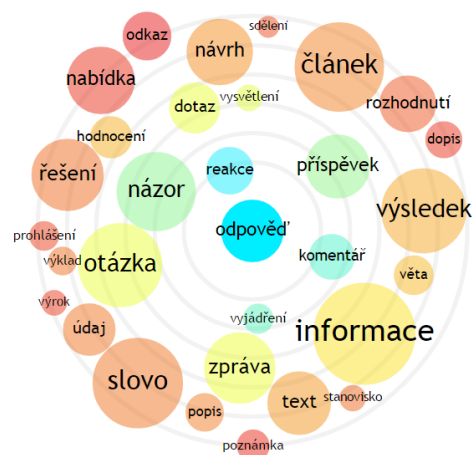 sdělení
odkaz
návrh
článek
nabídka
vysvětlení
rozhodnutí
dotaz
hodnocení
dopis
řešení
reakce
příspěvek
názor
výsledek
prohlášení
odpověď
výklad
otázka
komentář
věta
výrok
vyjádření
údaj
informace
zpráva
slovo
stanovisko
popis
text
poznámka